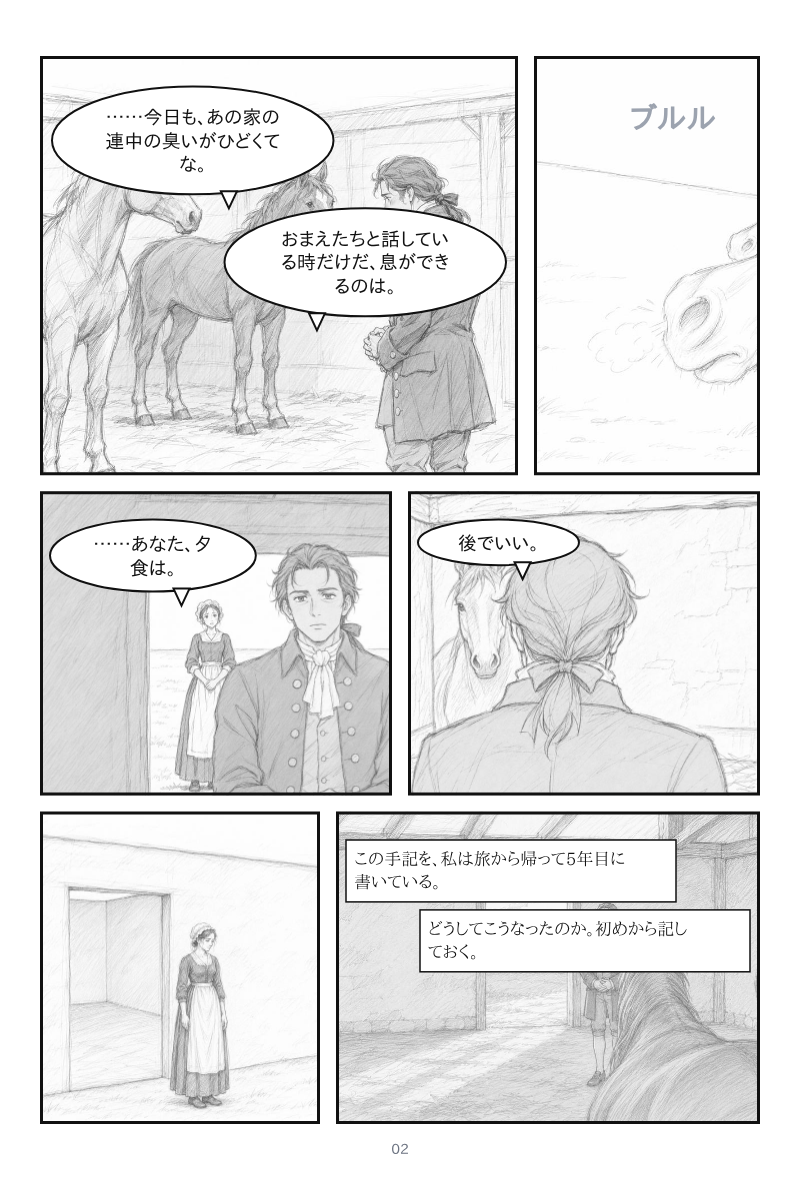 ……今日も、あの家の
連中の臭いがひどくて
な。
おまえたちと話してい
る時だけだ、息ができ
るのは。
ブルル
……あなた、夕
食は。
後でいい。
この手記を、私は旅から帰って5年目に
書いている。
どうしてこうなったのか。初めから記し
ておく。
02